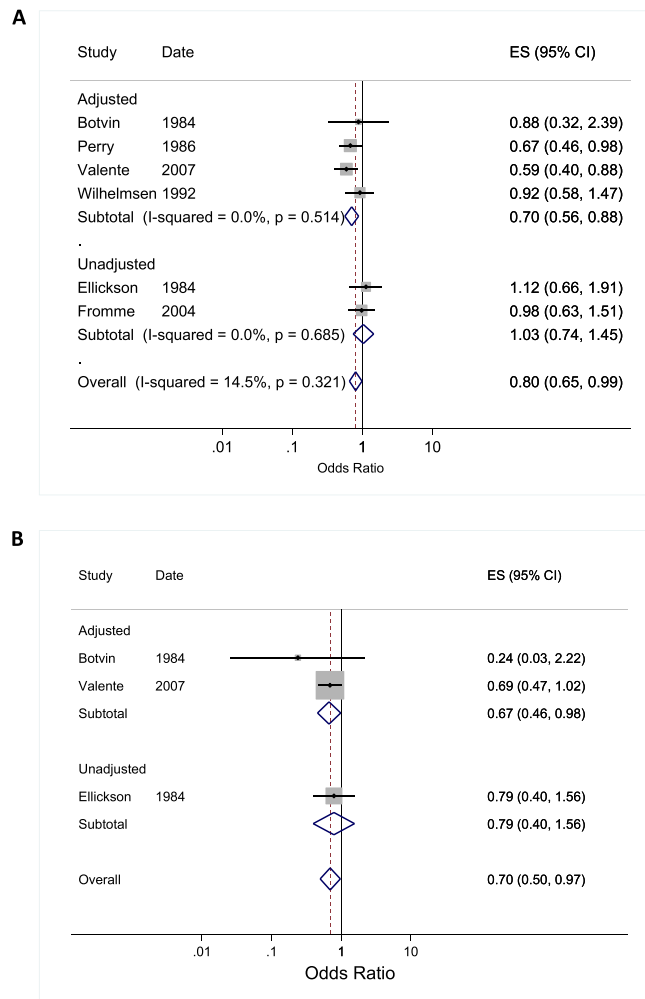 A
Study Date ES (95% CI)
Adjusted
Botvin 1984 0.88 (0.32, 2.39)
Perry 1986 0.67 (0.46, 0.98)
Valente 2007 0.59 (0.40, 0.88)
Wilhelmsen 1992 0.92 (0.58, 1.47)
Subtotal (I-squared = 0.0%, p = 0.514) 0.70 (0.56, 0.88)
.
Unadjusted
Ellickson 1984 1.12 (0.66, 1.91)
Fromme 2004 0.98 (0.63, 1.51)
Subtotal (I-squared = 0.0%, p = 0.685) 1.03 (0.74, 1.45)
.
Overall (I-squared = 14.5%, p = 0.321) 0.80 (0.65, 0.99)
.01 .1 1 10
Odds Ratio
B
Study Date ES (95% CI)
Adjusted
Botvin 1984 0.24 (0.03, 2.22)
Valente 2007 0.69 (0.47, 1.02)
Subtotal 0.67 (0.46, 0.98)
Unadjusted
Ellickson 1984 0.79 (0.40, 1.56)
Subtotal 0.79 (0.40, 1.56)
Overall 0.70 (0.50, 0.97)
.01 .1 1 10
Odds Ratio